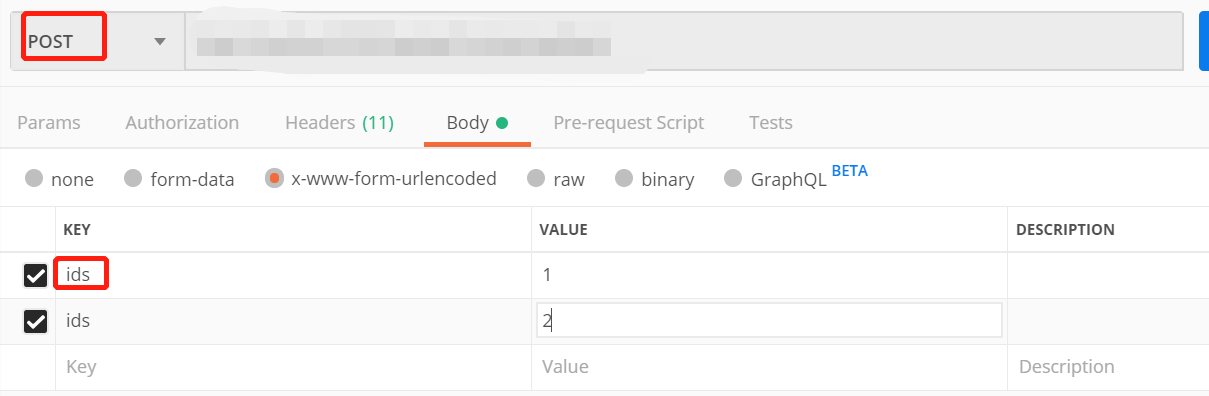 POST
Params Authorization Headers (11) Body Pre-request Script Tests
none form-data x-www-form-urlencoded raw binary GraphQL BETA
KEY VALUE DESCRIPTION
ids 1
ids 2
Key Value Description